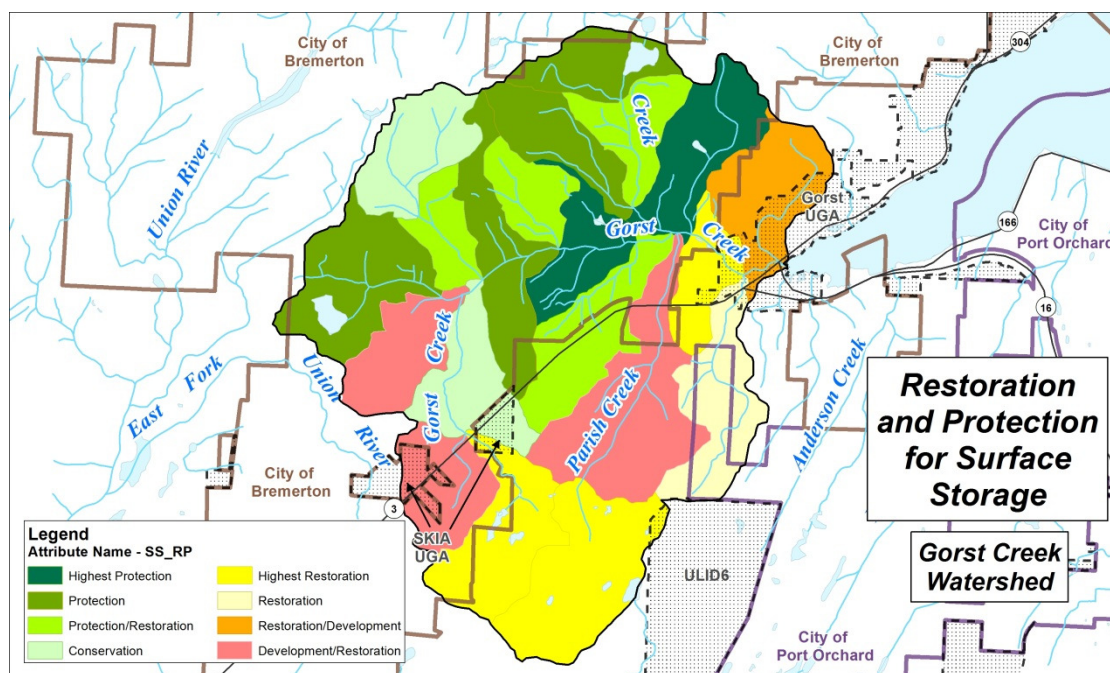 304
City of
Bremerton
City of
Bremerton
Creek
Union River
Gorst
UGA
Gorst
Creek
166
City of
Port Orchard
16
East Fork
Union
River
Gorst
Creek
Parish Creek
Anderson Creek
Restoration
and Protection
for Surface
Storage
City of
Bremerton
3
SKIA
UGA
ULID6
Gorst Creek
Watershed
City of
Port Orchard
Legend
Attribute Name - SS_RP
Highest Protection
Protection
Protection/Restoration
Conservation
Highest Restoration
Restoration
Restoration/Development
Development/Restoration